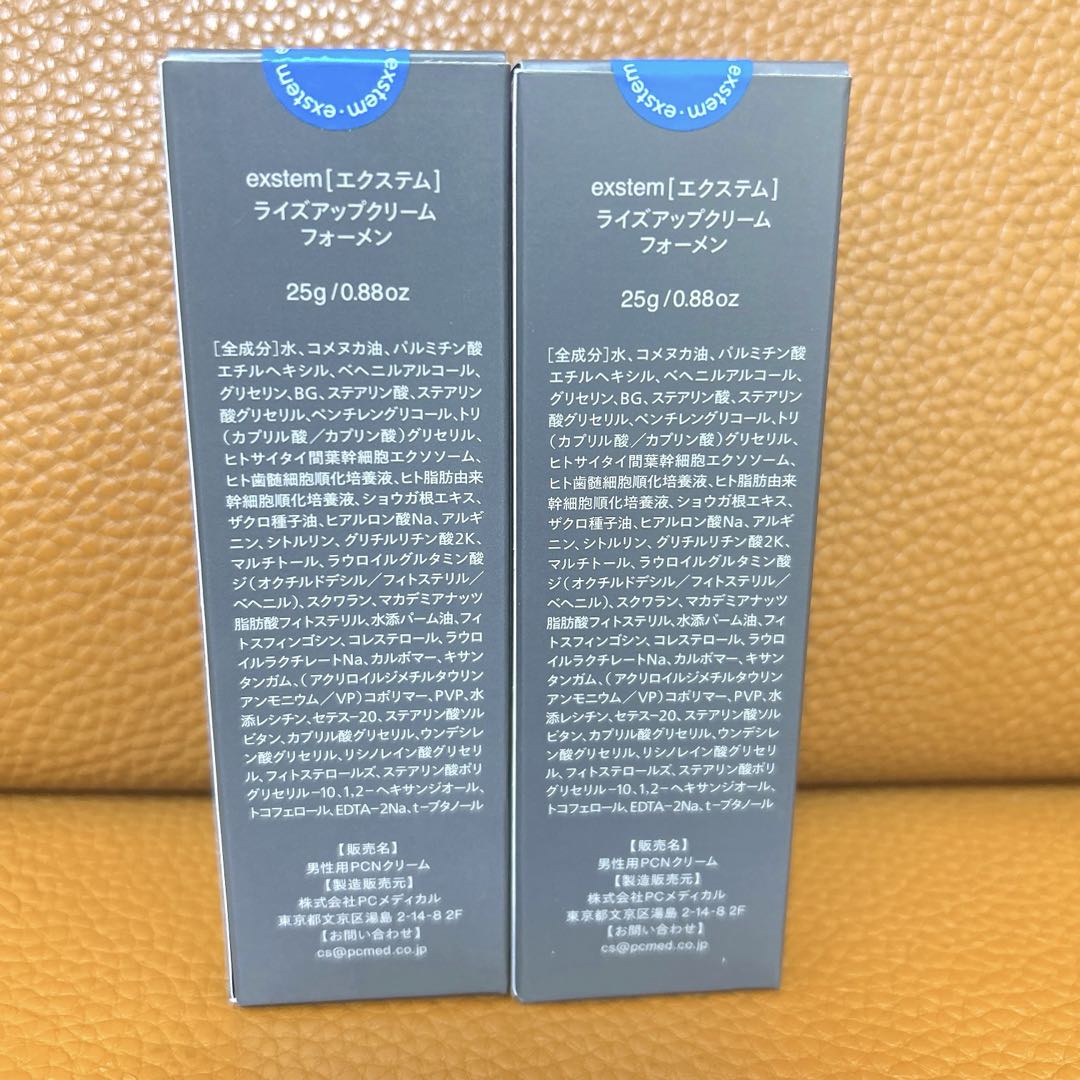 exstem・exstem
exstem[エクステム]
ライズアップクリーム
フォーメン
25g/0.88oz
[全成分]水、コメヌカ油、パルミチン酸
エチルヘキシル、ベヘニルアルコール、
グリセリン、BG、ステアリン酸、ステアリン
酸グリセリル、ペンチレングリコール、トリ
(カプリル酸／カプリン酸)グリセリル、
ヒトサイタイ間葉幹細胞エクソソーム、
ヒト歯髄細胞順化培養液、ヒト脂肪由来
幹細胞順化培養液、ショウガ根エキス、
ザクロ種子油、ヒアルロン酸Na、アルギ
ニン、シトルリン、グリチルリチン酸2K、
マルチトール、ラウロイルグルタミン酸
ジ(オクチルドデシル／フィトステリル／
ベヘニル)、スクワラン、マカデミアナッツ
脂肪酸フィトステリル、水添パーム油、フィ
トスフィンゴシン、コレステロール、ラウロ
イルラクチレートNa、カルボマー、キサン
タンガム、(アクリロイルジメチルタウリン
アンモニウム／VP)コポリマー、PVP、水
添レシチン、セテス-20、ステアリン酸ソル
ビタン、カプリル酸グリセリル、ウンデシレ
ン酸グリセリル、リシノレイン酸グリセリ
ル、フィトステロールズ、ステアリン酸ポリ
グリセリル-10、1,2-ヘキサンジオール、
トコフェロール、EDTA-2Na、t-ブタノール
【販売名】
男性用PCNクリーム
【製造販売元】
株式会社PCメディカル
東京都文京区湯島 2-14-8 2F
【お問い合わせ】
cs@pcmed.co.jp
exstem・exstem
exstem[エクステム]
ライズアップクリーム
フォーメン
25g/0.88oz
[全成分]水、コメヌカ油、パルミチン酸
エチルヘキシル、ベヘニルアルコール、
グリセリン、BG、ステアリン酸、ステアリン
酸グリセリル、ペンチレングリコール、トリ
(カプリル酸／カプリン酸)グリセリル、
ヒトサイタイ間葉幹細胞エクソソーム、
ヒト歯髄細胞順化培養液、ヒト脂肪由来
幹細胞順化培養液、ショウガ根エキス、
ザクロ種子油、ヒアルロン酸Na、アルギ
ニン、シトルリン、グリチルリチン酸2K、
マルチトール、ラウロイルグルタミン酸
ジ(オクチルドデシル／フィトステリル／
ベヘニル)、スクワラン、マカデミアナッツ
脂肪酸フィトステリル、水添パーム油、フィ
トスフィンゴシン、コレステロール、ラウロ
イルラクチレートNa、カルボマー、キサン
タンガム、(アクリロイルジメチルタウリン
アンモニウム／VP)コポリマー、PVP、水
添レシチン、セテス-20、ステアリン酸ソル
ビタン、カプリル酸グリセリル、ウンデシレ
ン酸グリセリル、リシノレイン酸グリセリ
ル、フィトステロールズ、ステアリン酸ポリ
グリセリル-10、1,2-ヘキサンジオール、
トコフェロール、EDTA-2Na、t-ブタノール
【販売名】
男性用PCNクリーム
【製造販売元】
株式会社PCメディカル
東京都文京区湯島 2-14-8 2F
【お問い合わせ】
cs@pcmed.co.jp